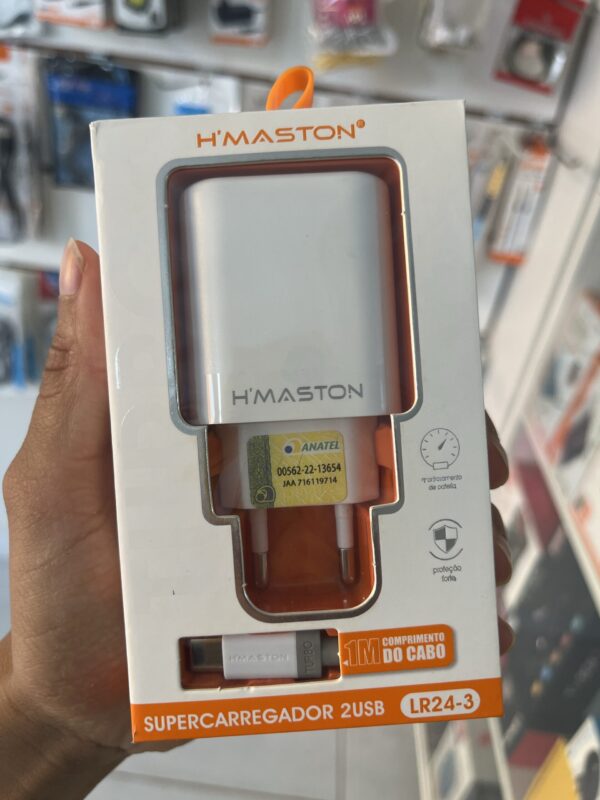 H'MASTON®
H'MASTON
ANATEL
00562-22-13654
JAA 716119714
proteção
forte
H'MASTON
TURBO
1M
COMPRIMENTO
DO CABO
SUPERCARREGADOR 2USB
LR24-3